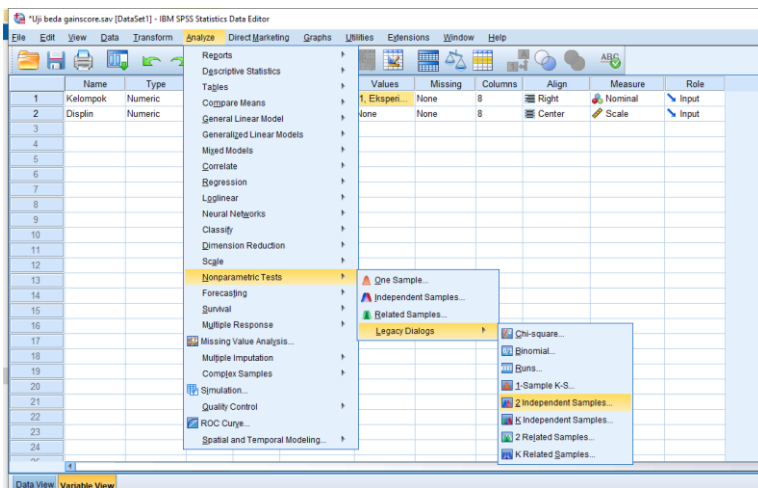 *Uji beda gainscore.sav [DataSet1] - IBM SPSS Statistics Data Editor
File Edit View Data Transform Analyze Direct Marketing Graphs Utilities Extensions Window Help
Name Type Values Missing Columns Align Measure Role
1 Kelompok Numeric 1, Eksperi... None 8 Right Nominal Input
2 Displin Numeric None None 8 Center Scale Input
3
4
5
6
7
8
9
10
11
12
13
14
15
16
17
18
19
20
21
22
23
24
Reports
Descriptive Statistics
Tables
Compare Means
General Linear Model
Generalized Linear Models
Mixed Models
Correlate
Regression
Loglinear
Neural Networks
Classify
Dimension Reduction
Scale
Nonparametric Tests
Forecasting
Survival
Multiple Response
Missing Value Analysis...
Multiple Imputation
Complex Samples
Simulation...
Quality Control
ROC Curve...
Spatial and Temporal Modeling...
One Sample...
Independent Samples...
Related Samples...
Legacy Dialogs
Chi-square...
Binomial...
Runs...
1-Sample K-S...
2 Independent Samples...
K Independent Samples...
2 Related Samples...
K Related Samples...
Data View Variable View